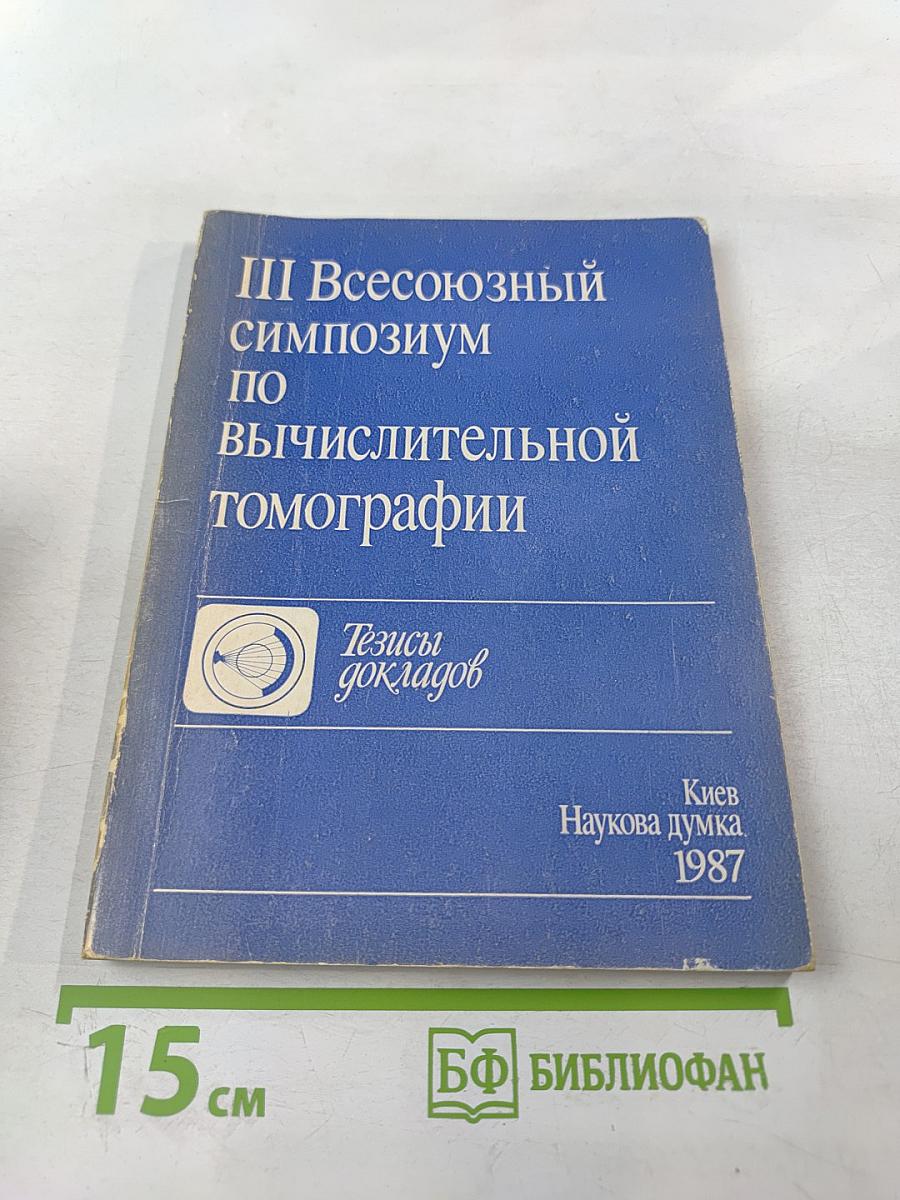 III Всесоюзный
симпозиум
по
вычислительной
томографии
Тезисы
докладов
Киев
Наукова думка
1987
15 см
БФ БИБЛИОФАН